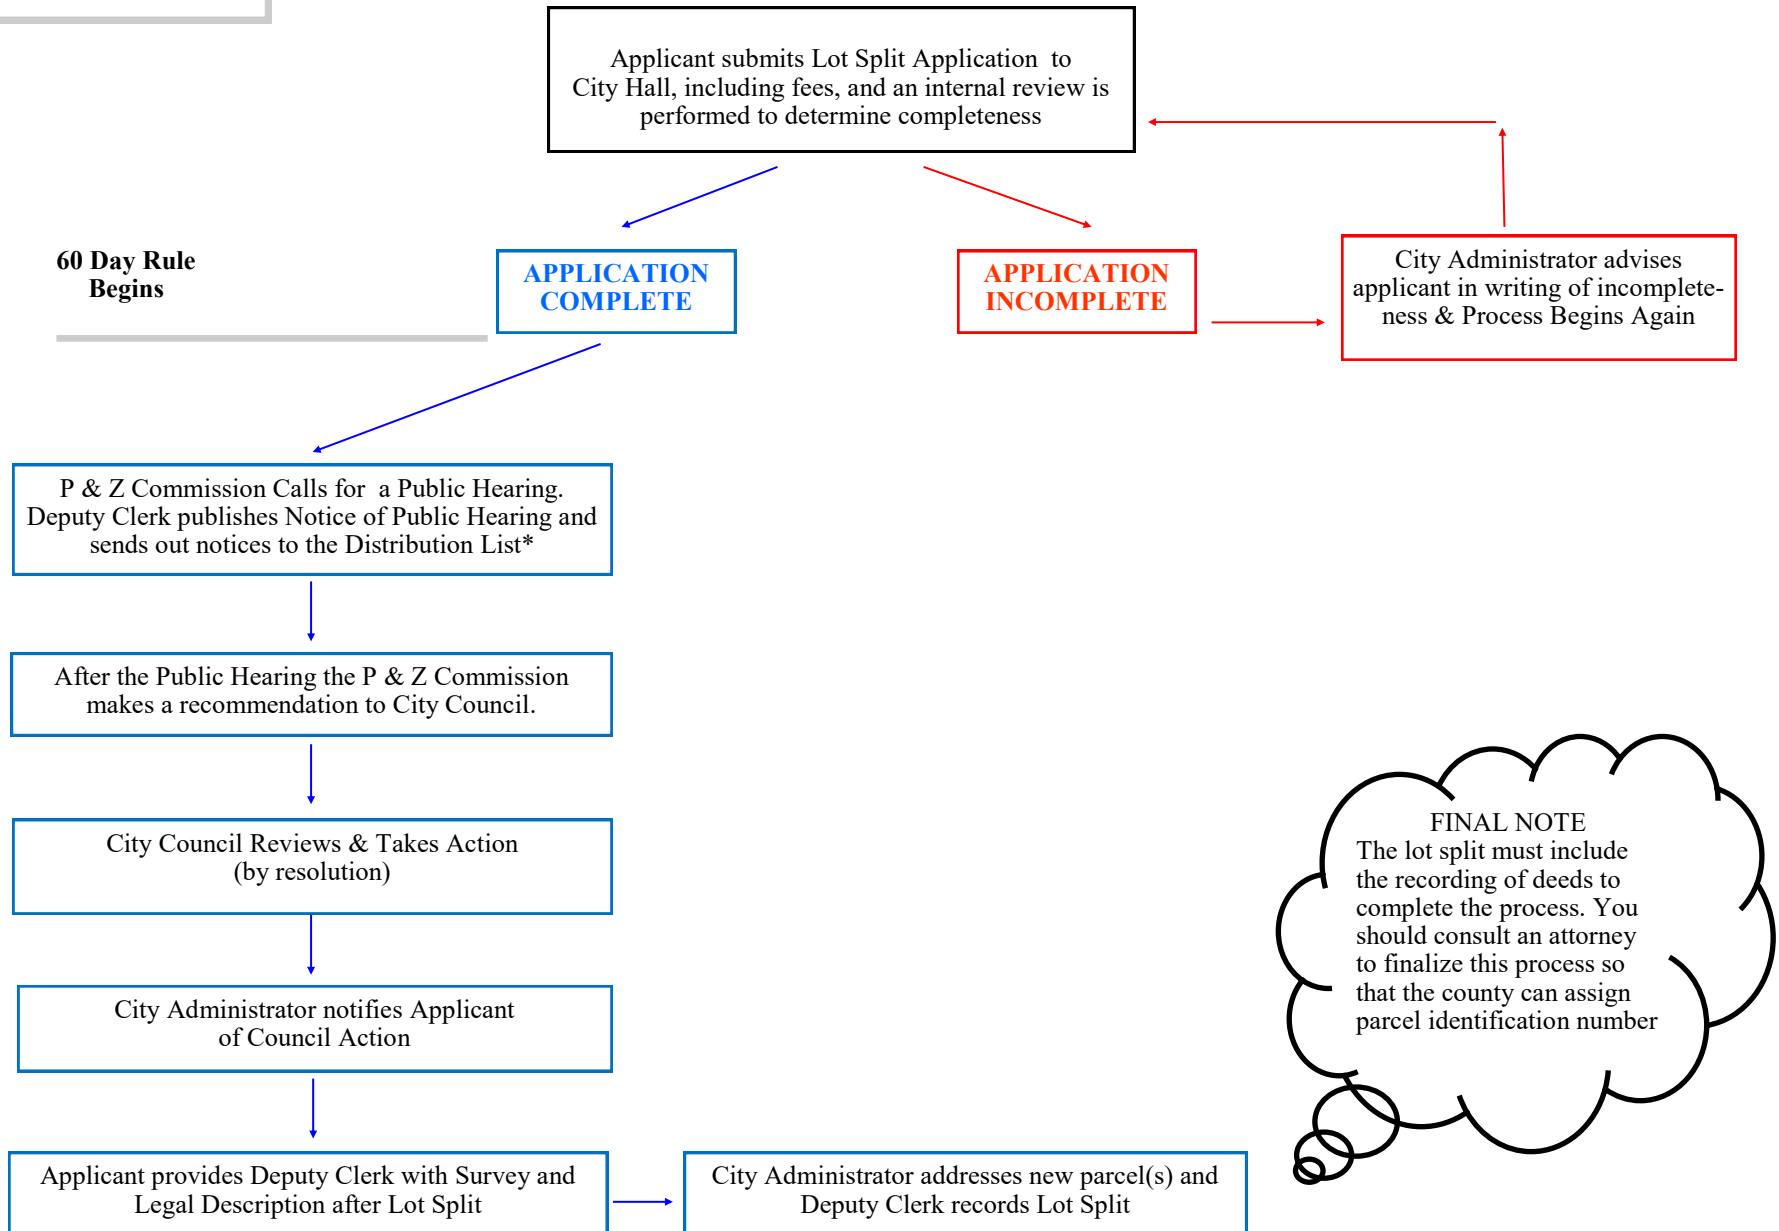 Applicant submits Lot Split Application to
City Hall, including fees, and an internal review is
performed to determine completeness
60 Day Rule
Begins
APPLICATION
COMPLETE
APPLICATION
INCOMPLETE
City Administrator advises
applicant in writing of incomplete-
ness & Process Begins Again
P & Z Commission Calls for a Public Hearing.
Deputy Clerk publishes Notice of Public Hearing and
sends out notices to the Distribution List*
After the Public Hearing the P & Z Commission
makes a recommendation to City Council.
City Council Reviews & Takes Action
(by resolution)
City Administrator notifies Applicant
of Council Action
Applicant provides Deputy Clerk with Survey and
Legal Description after Lot Split
City Administrator addresses new parcel(s) and
Deputy Clerk records Lot Split
FINAL NOTE
The lot split must include
the recording of deeds to
complete the process. You
should consult an attorney
to finalize this process so
that the county can assign
parcel identification number